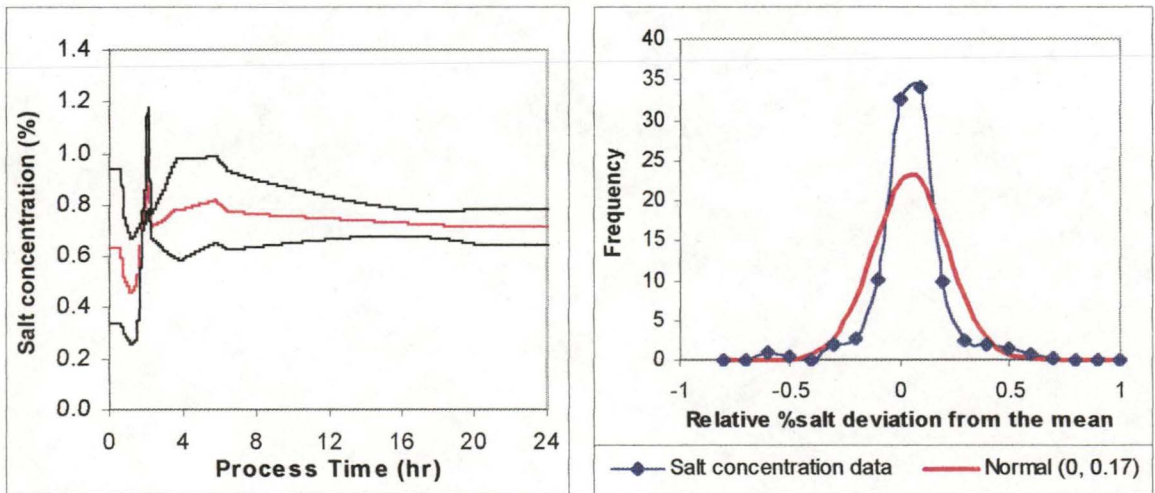 1.4
1.2
1.0
0.8
0.6
0.4
0.2
0.0
Salt concentration (%)
0 4 8 12 16 20 24
Process Time (hr)
40
35
30
25
20
15
10
5
0
Frequency
-1 -0.5 0 0.5 1
Relative %salt deviation from the mean
Salt concentration data Normal (0, 0.17)